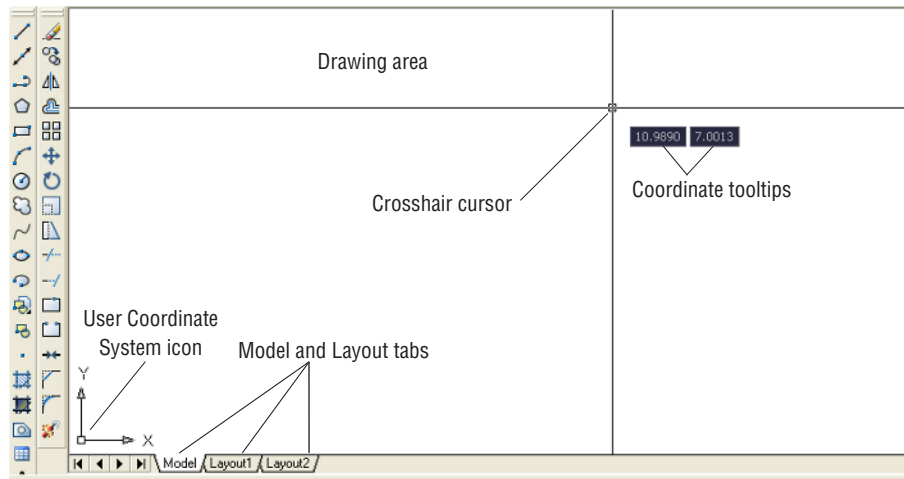 Drawing area
10.9890 7.0013
Crosshair cursor
Coordinate tooltips
User Coordinate
System icon
Model and Layout tabs
Y
X
Model Layout1 Layout2